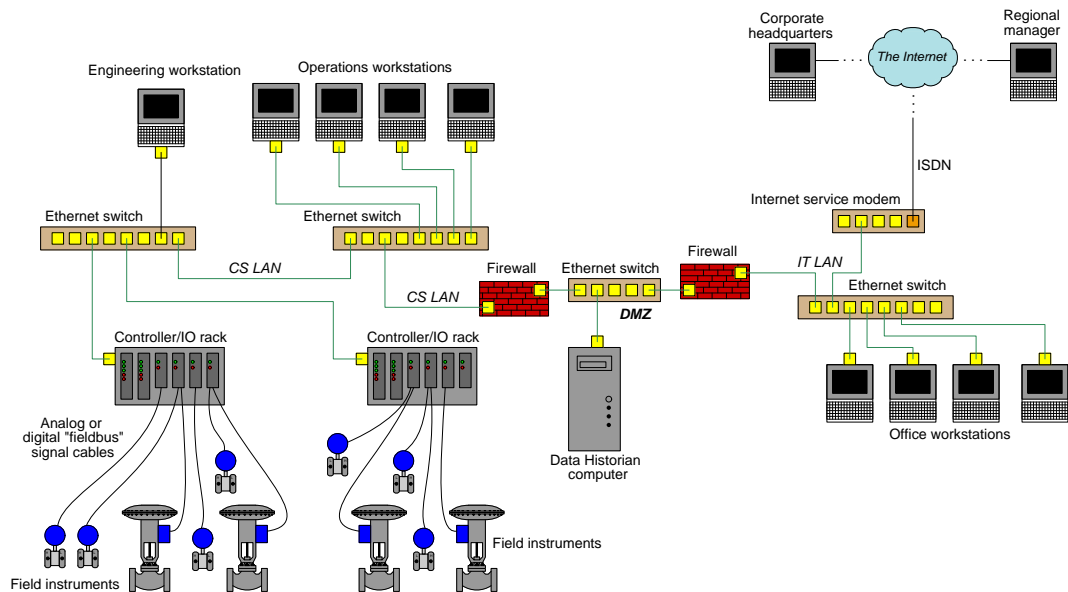 Corporate
headquarters
The Internet
Regional
manager
Engineering workstation
Operations workstations
ISDN
Ethernet switch
Ethernet switch
Internet service modem
CS LAN
CS LAN
Firewall
Ethernet switch
DMZ
Firewall
IT LAN
Ethernet switch
Controller/IO rack
Controller/IO rack
Analog or
digital "fieldbus"
signal cables
Office workstations
Data Historian
computer
Field instruments
Field instruments